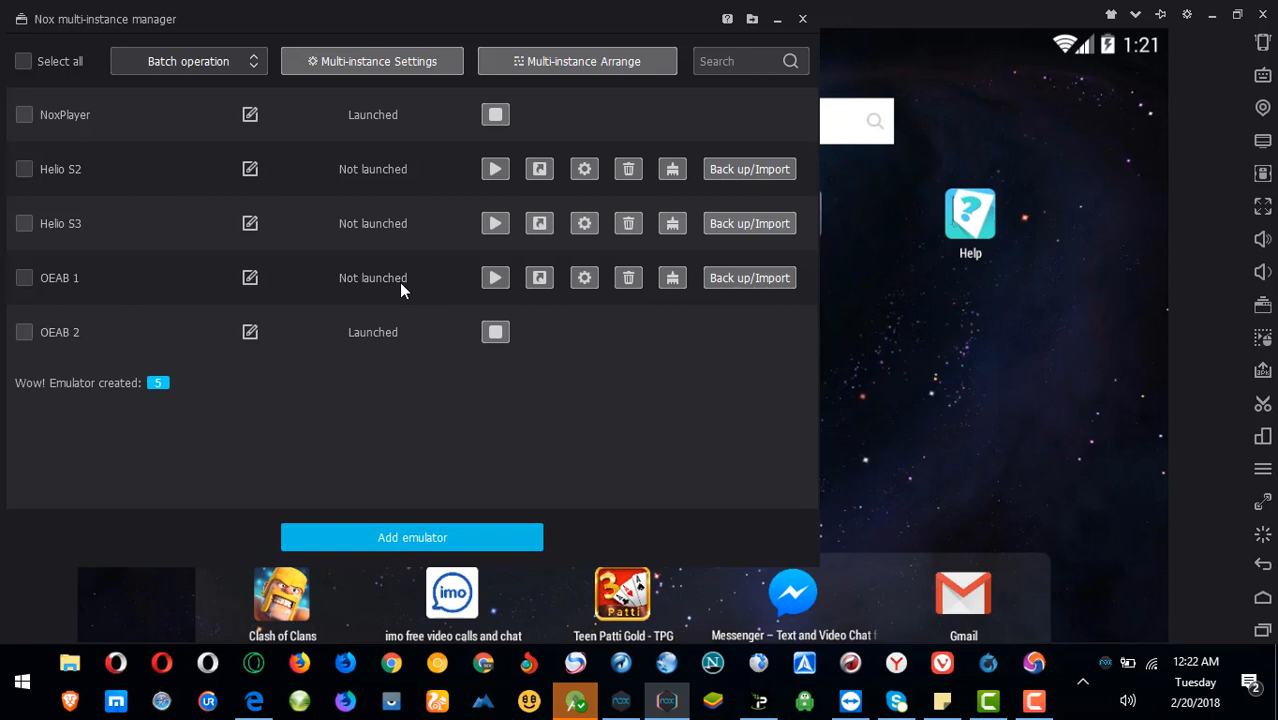 Nox multi-instance manager
1:21
Select all
Batch operation
Multi-instance Settings
Multi-instance Arrange
Search
NoxPlayer
Launched
Helio S2
Not launched
Back up/Import
Helio S3
Not launched
Back up/Import
Help
OEAB 1
Not launched
Back up/Import
OEAB 2
Launched
Wow! Emulator created: 5
Add emulator
imo
3
Patti
Clash of Clans
imo free video calls and chat
Teen Patti Gold - TPG
Messenger – Text and Video Chat f
Gmail
12:22 AM
Tuesday
2/20/2018
2